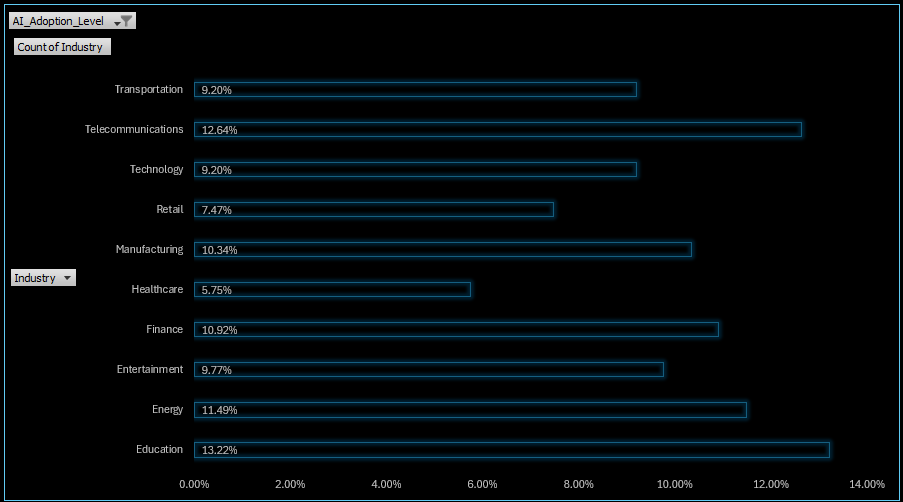 AI_Adoption_Level
Count of Industry
Transportation 9.20%
Telecommunications 12.64%
Technology 9.20%
Retail 7.47%
Manufacturing 10.34%
Industry
Healthcare 5.75%
Finance 10.92%
Entertainment 9.77%
Energy 11.49%
Education 13.22%
0.00% 2.00% 4.00% 6.00% 8.00% 10.00% 12.00% 14.00%